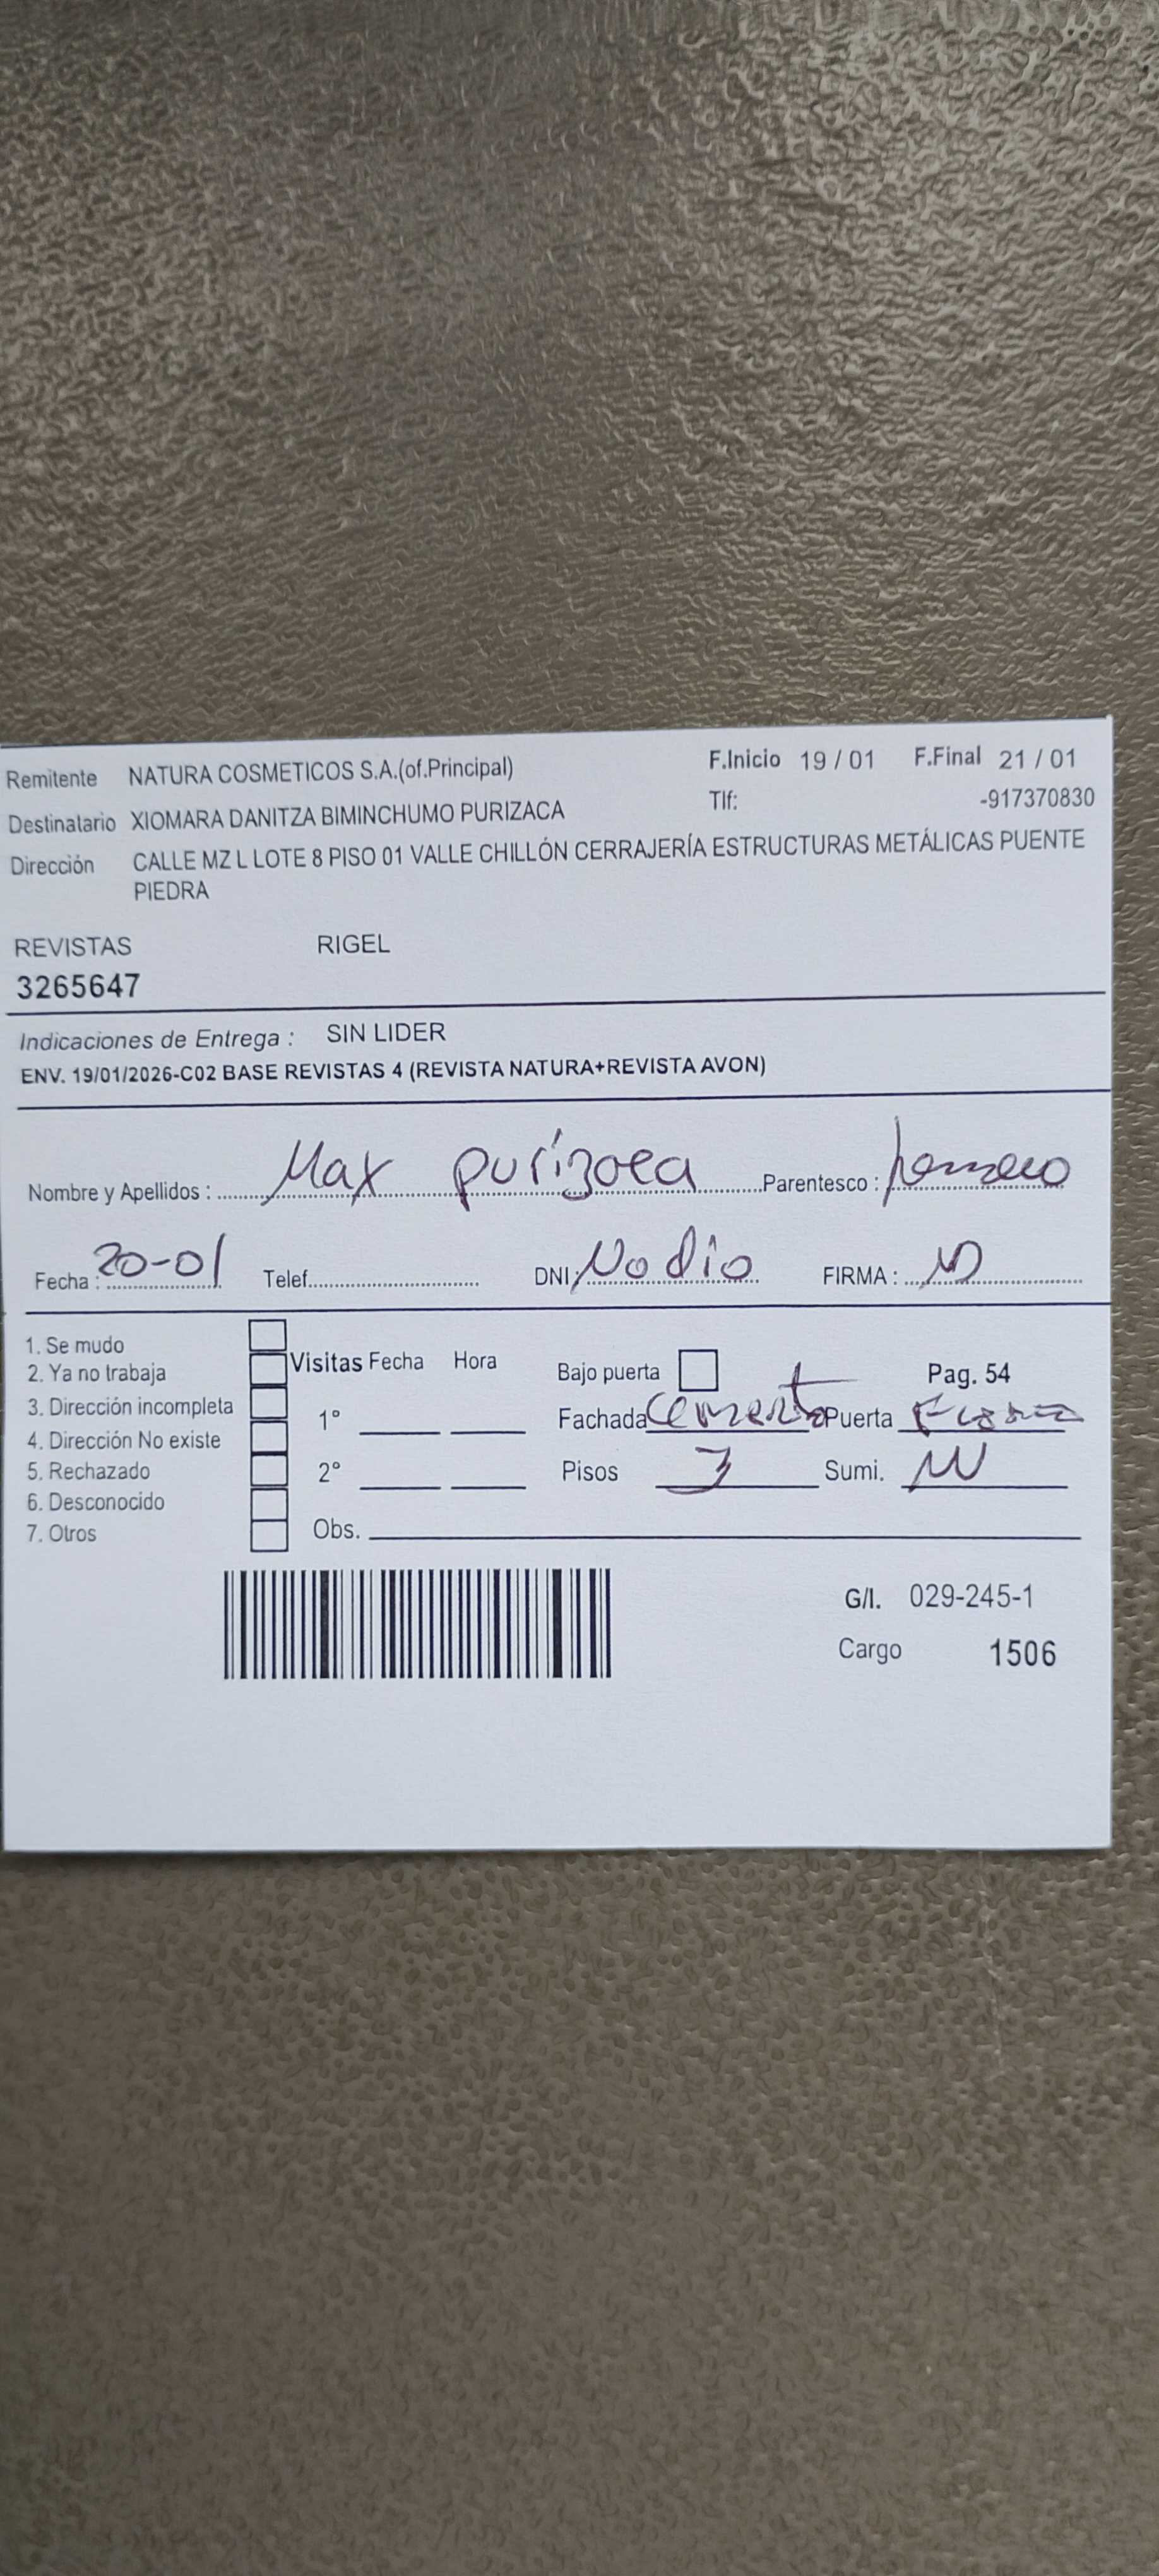 Remitente NATURA COSMETICOS S.A.(of.Principal) F.Inicio 19 / 01 F.Final 21 / 01
Destinatario XIOMARA DANITZA BIMINCHUMO PURIZACA Tlf: -917370830
Dirección CALLE MZ L LOTE 8 PISO 01 VALLE CHILLÓN CERRAJERÍA ESTRUCTURAS METÁLICAS PUENTE
PIEDRA
REVISTAS RIGEL
3265647
Indicaciones de Entrega : SIN LIDER
ENV. 19/01/2026-C02 BASE REVISTAS 4 (REVISTA NATURA+REVISTA AVON)
Nombre y Apellidos : Max purizaca Parentesco :
Fecha : 20-01 Telef. DNI: No dio FIRMA :
1. Se mudo
2. Ya no trabaja Visitas Fecha Hora Bajo puerta Pag. 54
3. Dirección incompleta 1° Fachada Cemento Puerta
4. Dirección No existe
5. Rechazado 2° Pisos 3 Sumi.
6. Desconocido
7. Otros Obs.
G/I. 029-245-1
Cargo 1506